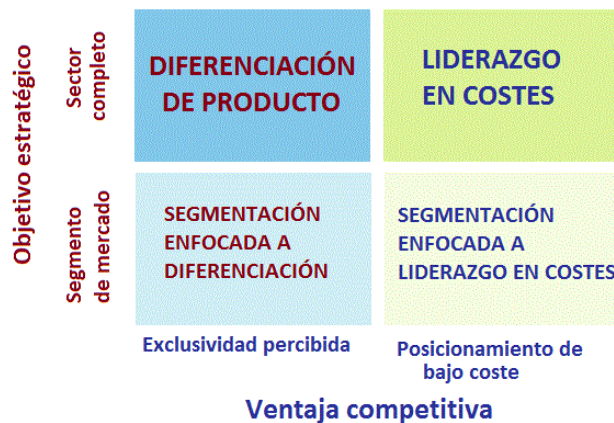 Objetivo estratégico
Sector
completo
DIFERENCIACIÓN
DE PRODUCTO
LIDERAZGO
EN COSTES
Segmento
de mercado
SEGMENTACIÓN
ENFOCADA A
DIFERENCIACIÓN
SEGMENTACIÓN
ENFOCADA A
LIDERAZGO EN COSTES
Exclusividad percibida
Posicionamiento de
bajo coste
Ventaja competitiva